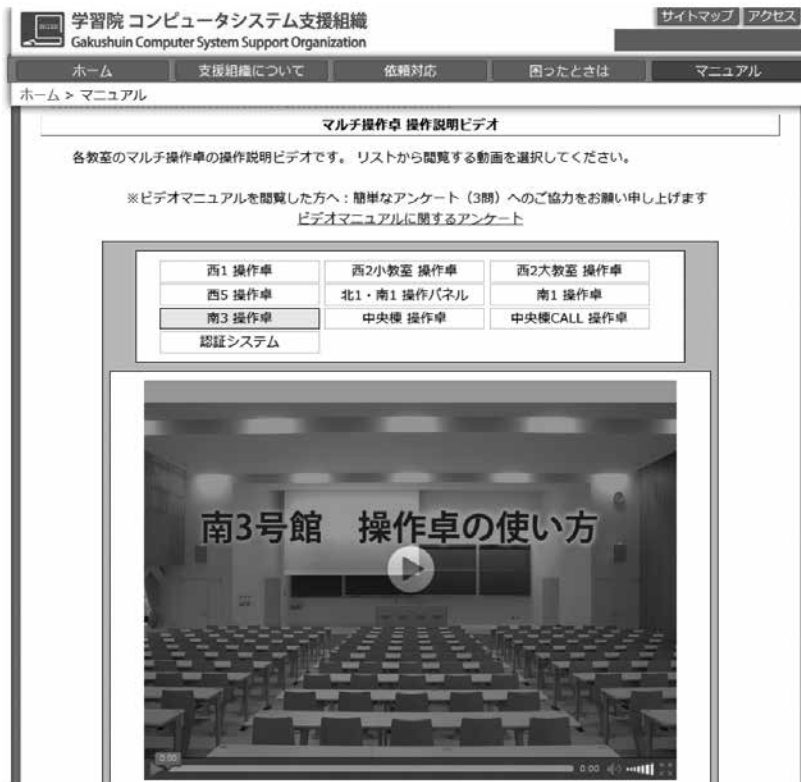 学習院 コンピュータシステム支援組織
Gakushuin Computer System Support Organization
サイトマップ アクセス
ホーム 支援組織について 依頼対応 困ったときは マニュアル
ホーム > マニュアル
マルチ操作卓 操作説明ビデオ
各教室のマルチ操作卓の操作説明ビデオです。 リストから閲覧する動画を選択してください。
※ビデオマニュアルを閲覧した方へ：簡単なアンケート（3問）へのご協力をお願い申し上げます
ビデオマニュアルに関するアンケート
西1 操作卓 西2小教室 操作卓 西2大教室 操作卓
西5 操作卓 北1・南1 操作パネル 南1 操作卓
南3 操作卓 中央棟 操作卓 中央棟CALL 操作卓
認証システム
南3号館 操作卓の使い方
0:00
0:00